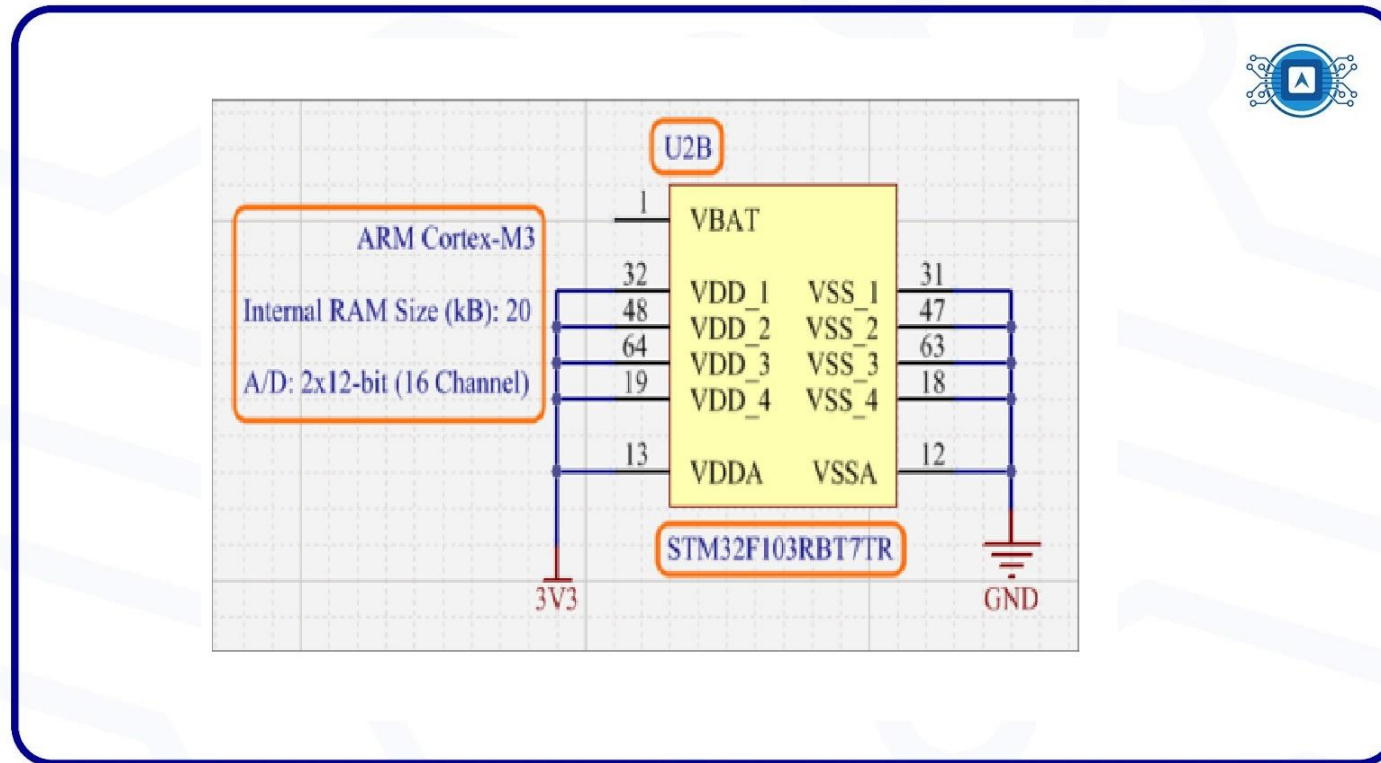 U2B
ARM Cortex-M3
Internal RAM Size (kB): 20
A/D: 2x12-bit (16 Channel)
1 VBAT
32 VDD_1 VSS_1 31
48 VDD_2 VSS_2 47
64 VDD_3 VSS_3 63
19 VDD_4 VSS_4 18
13 VDDA VSSA 12
STM32F103RBT7TR
3V3
GND